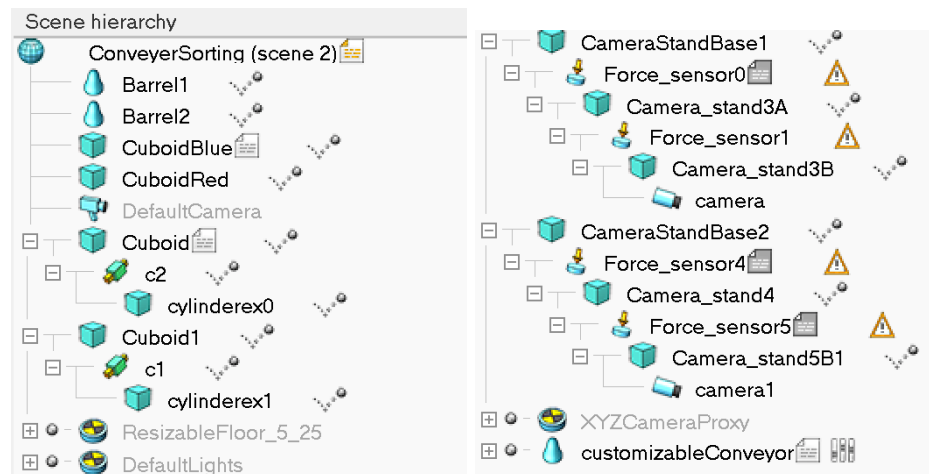 Scene hierarchy
ConveyerSorting (scene 2)
Barrel1
Barrel2
CuboidBlue
CuboidRed
DefaultCamera
Cuboid
c2
cylinderex0
Cuboid1
c1
cylinderex1
ResizableFloor_5_25
DefaultLights
CameraStandBase1
Force_sensor0
Camera_stand3A
Force_sensor1
Camera_stand3B
camera
CameraStandBase2
Force_sensor4
Camera_stand4
Force_sensor5
Camera_stand5B1
camera1
XYZCameraProxy
customizableConveyor